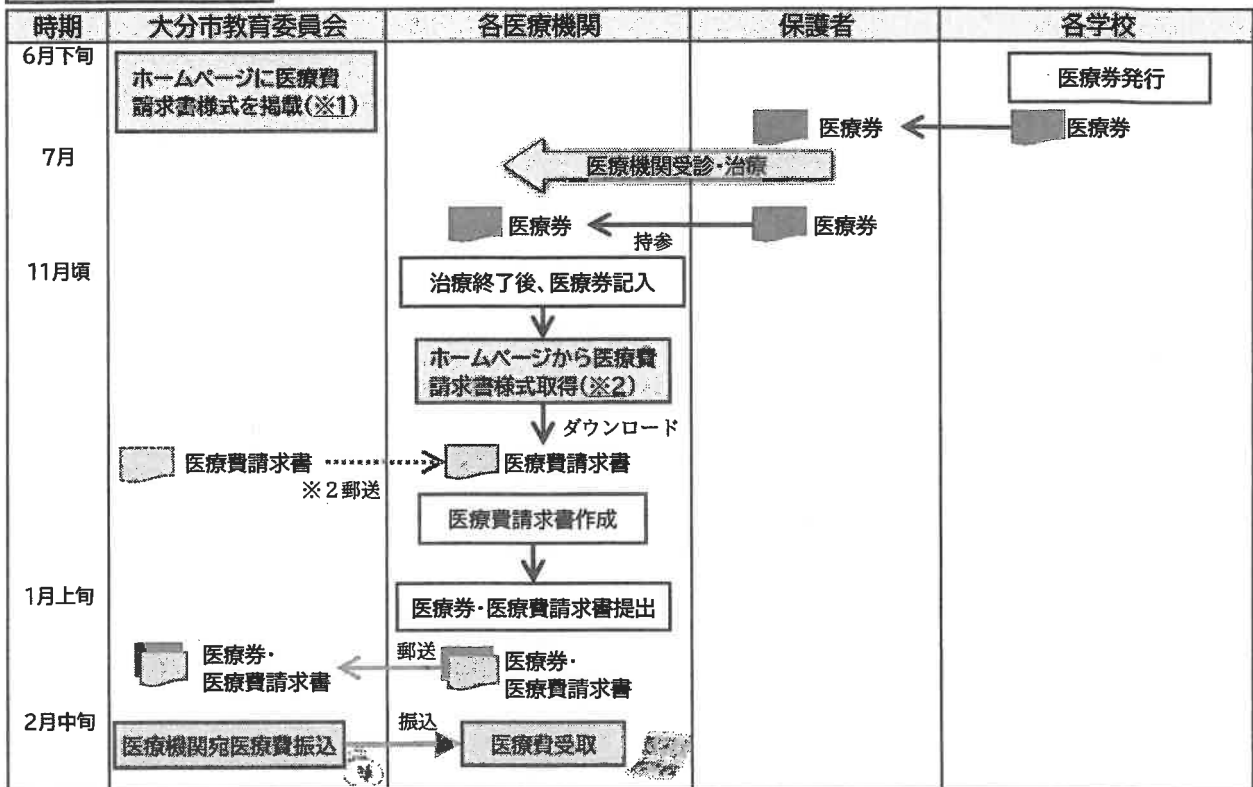 時期 大分市教育委員会 各医療機関 保護者 各学校
6月下旬
ホームページに医療費
請求書様式を掲載(※1)
医療券発行
医療券
医療券
7月
医療機関受診・治療
医療券
医療券
持参
11月頃
治療終了後、医療券記入
ホームページから医療費
請求書様式取得(※2)
ダウンロード
医療費請求書
医療費請求書
※2郵送
医療費請求書作成
1月上旬
医療券・医療費請求書提出
医療券・
医療費請求書
郵送
医療券・
医療費請求書
2月中旬
振込
医療機関宛医療費振込
医療費受取